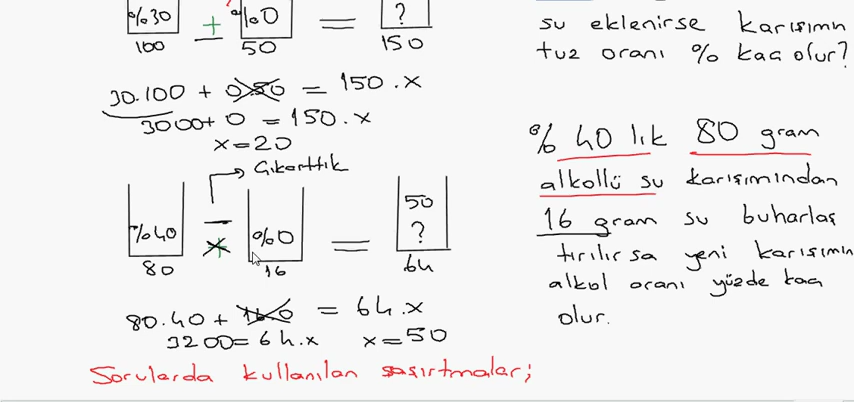 %30 + %0 = ?
100 50 150
30.100 + 0.50 = 150.x
3000+ 0 = 150.x
x=20
Çıkarttık
%40 - + %0 = 50 ?
80 16 64
80.40 + 16.0 = 64.x
3200= 64.x x=50
Sorularda kullanılan şaşırtmalar;
su eklenirse karışımın
tuz oranı % kaç olur?
% 40 lık 80 gram
alkollü su karışımından
16 gram su buharlaş
tırılırsa yeni karışımın
alkol oranı yüzde kaç
olur.